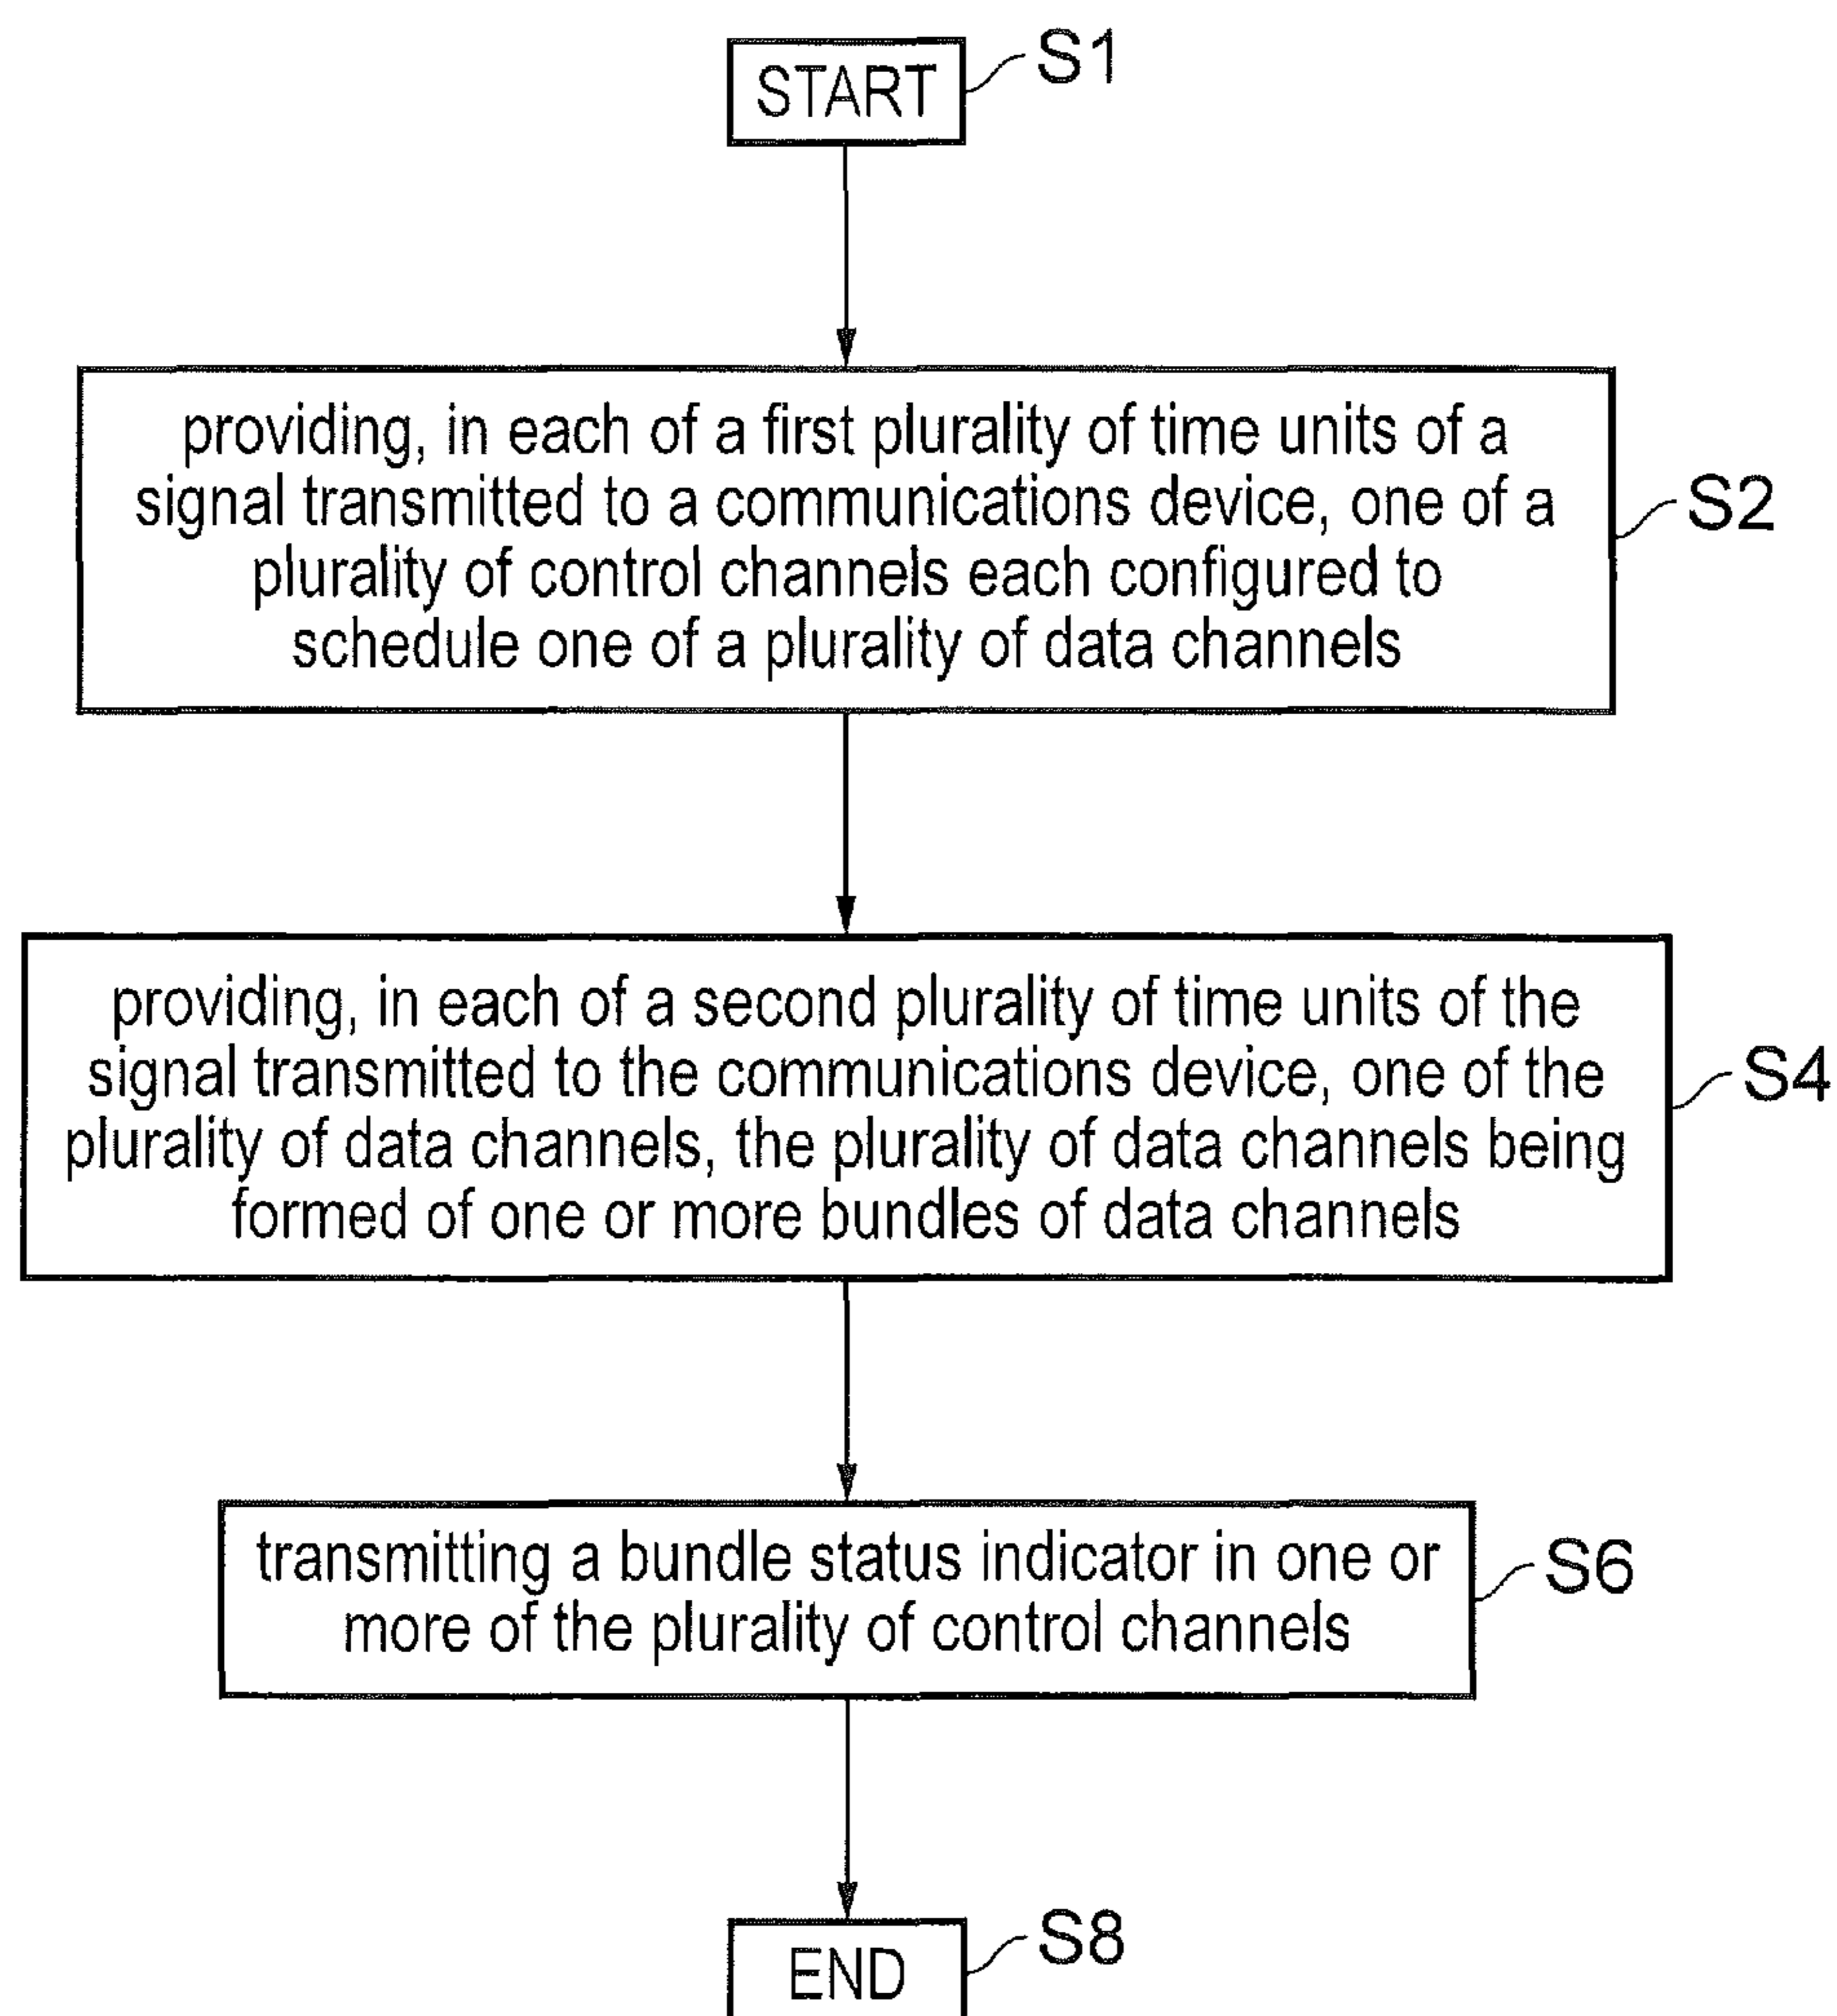 START
S1
providing, in each of a first plurality of time units of a
signal transmitted to a communications device, one of a
plurality of control channels each configured to
schedule one of a plurality of data channels
S2
providing, in each of a second plurality of time units of the
signal transmitted to the communications device, one of the
plurality of data channels, the plurality of data channels being
formed of one or more bundles of data channels
S4
transmitting a bundle status indicator in one or
more of the plurality of control channels
S6
END
S8